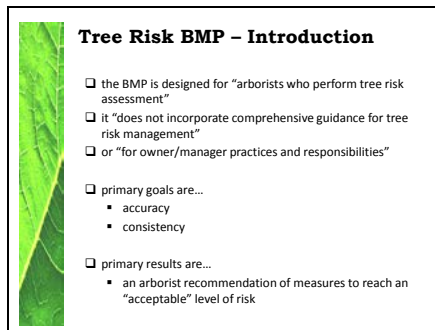 Tree Risk BMP – Introduction
❑ the BMP is designed for “arborists who perform tree risk
assessment”
❑ it “does not incorporate comprehensive guidance for tree
risk management”
❑ or “for owner/manager practices and responsibilities”
❑ primary goals are…
▪ accuracy
▪ consistency
❑ primary results are…
▪ an arborist recommendation of measures to reach an
“acceptable” level of risk